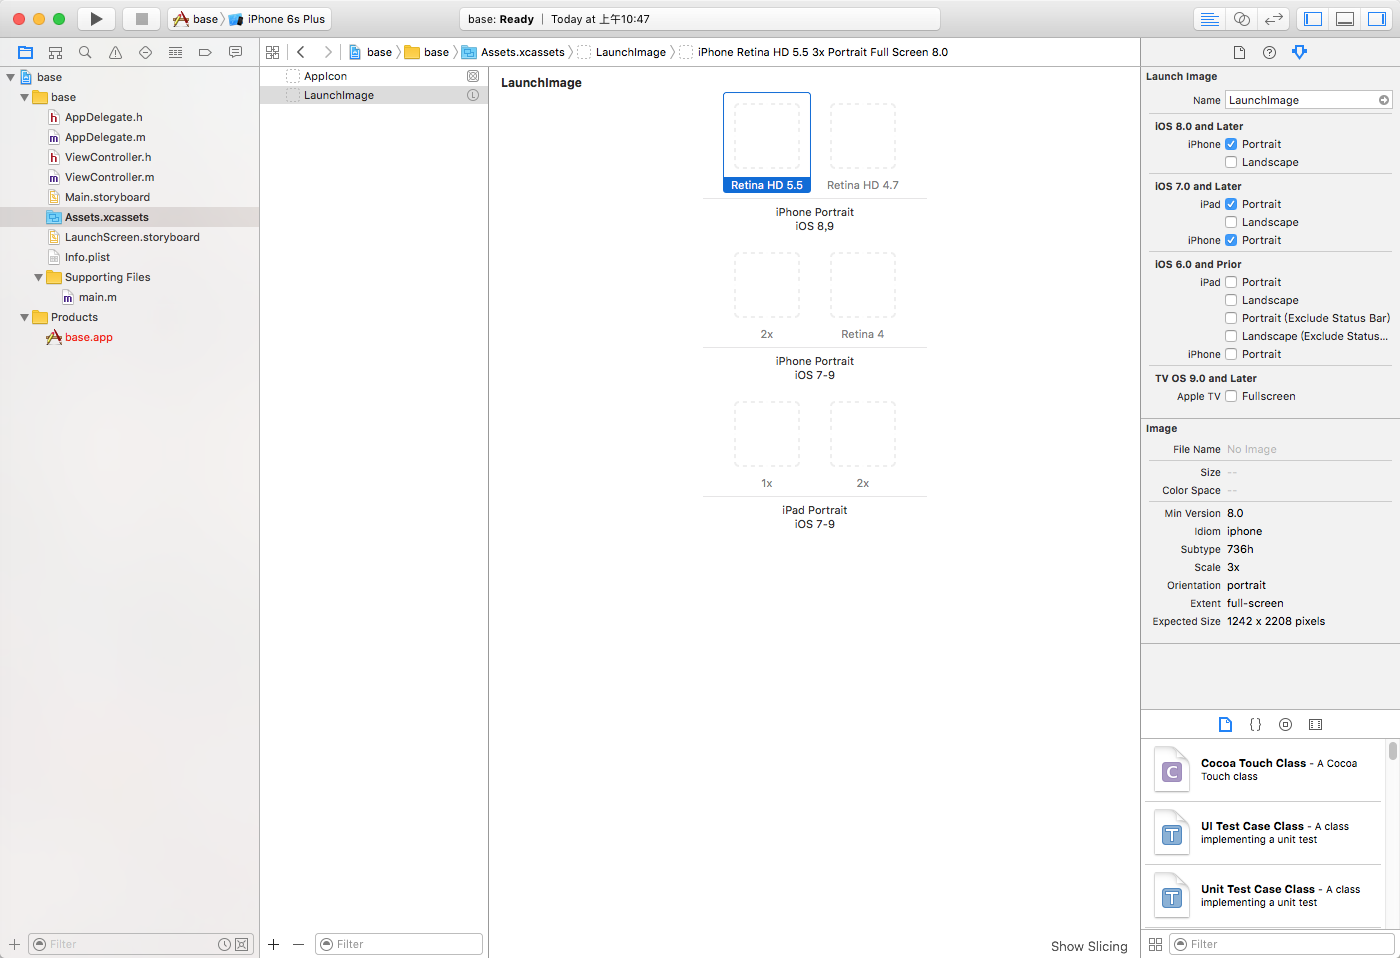 base iPhone 6s Plus
base: Ready | Today at 上午10:47
base base Assets.xcassets LaunchImage iPhone Retina HD 5.5 3x Portrait Full Screen 8.0
base
base
h AppDelegate.h
m AppDelegate.m
h ViewController.h
m ViewController.m
Main.storyboard
Assets.xcassets
LaunchScreen.storyboard
Info.plist
Supporting Files
m main.m
Products
base.app
Filter
AppIcon
LaunchImage L
Filter
LaunchImage
Retina HD 5.5 Retina HD 4.7
iPhone Portrait
iOS 8,9
2x Retina 4
iPhone Portrait
iOS 7-9
1x 2x
iPad Portrait
iOS 7-9
Show Slicing
Launch Image
Name LaunchImage
iOS 8.0 and Later
iPhone Portrait
Landscape
iOS 7.0 and Later
iPad Portrait
Landscape
iPhone Portrait
iOS 6.0 and Prior
iPad Portrait
Landscape
Portrait (Exclude Status Bar)
Landscape (Exclude Status...
iPhone Portrait
TV OS 9.0 and Later
Apple TV Fullscreen
Image
File Name No Image
Size --
Color Space --
Min Version 8.0
Idiom iphone
Subtype 736h
Scale 3x
Orientation portrait
Extent full-screen
Expected Size 1242 x 2208 pixels
{ }
C Cocoa Touch Class - A Cocoa
Touch class
T UI Test Case Class - A class
implementing a unit test
T Unit Test Case Class - A class
implementing a unit test
Filter